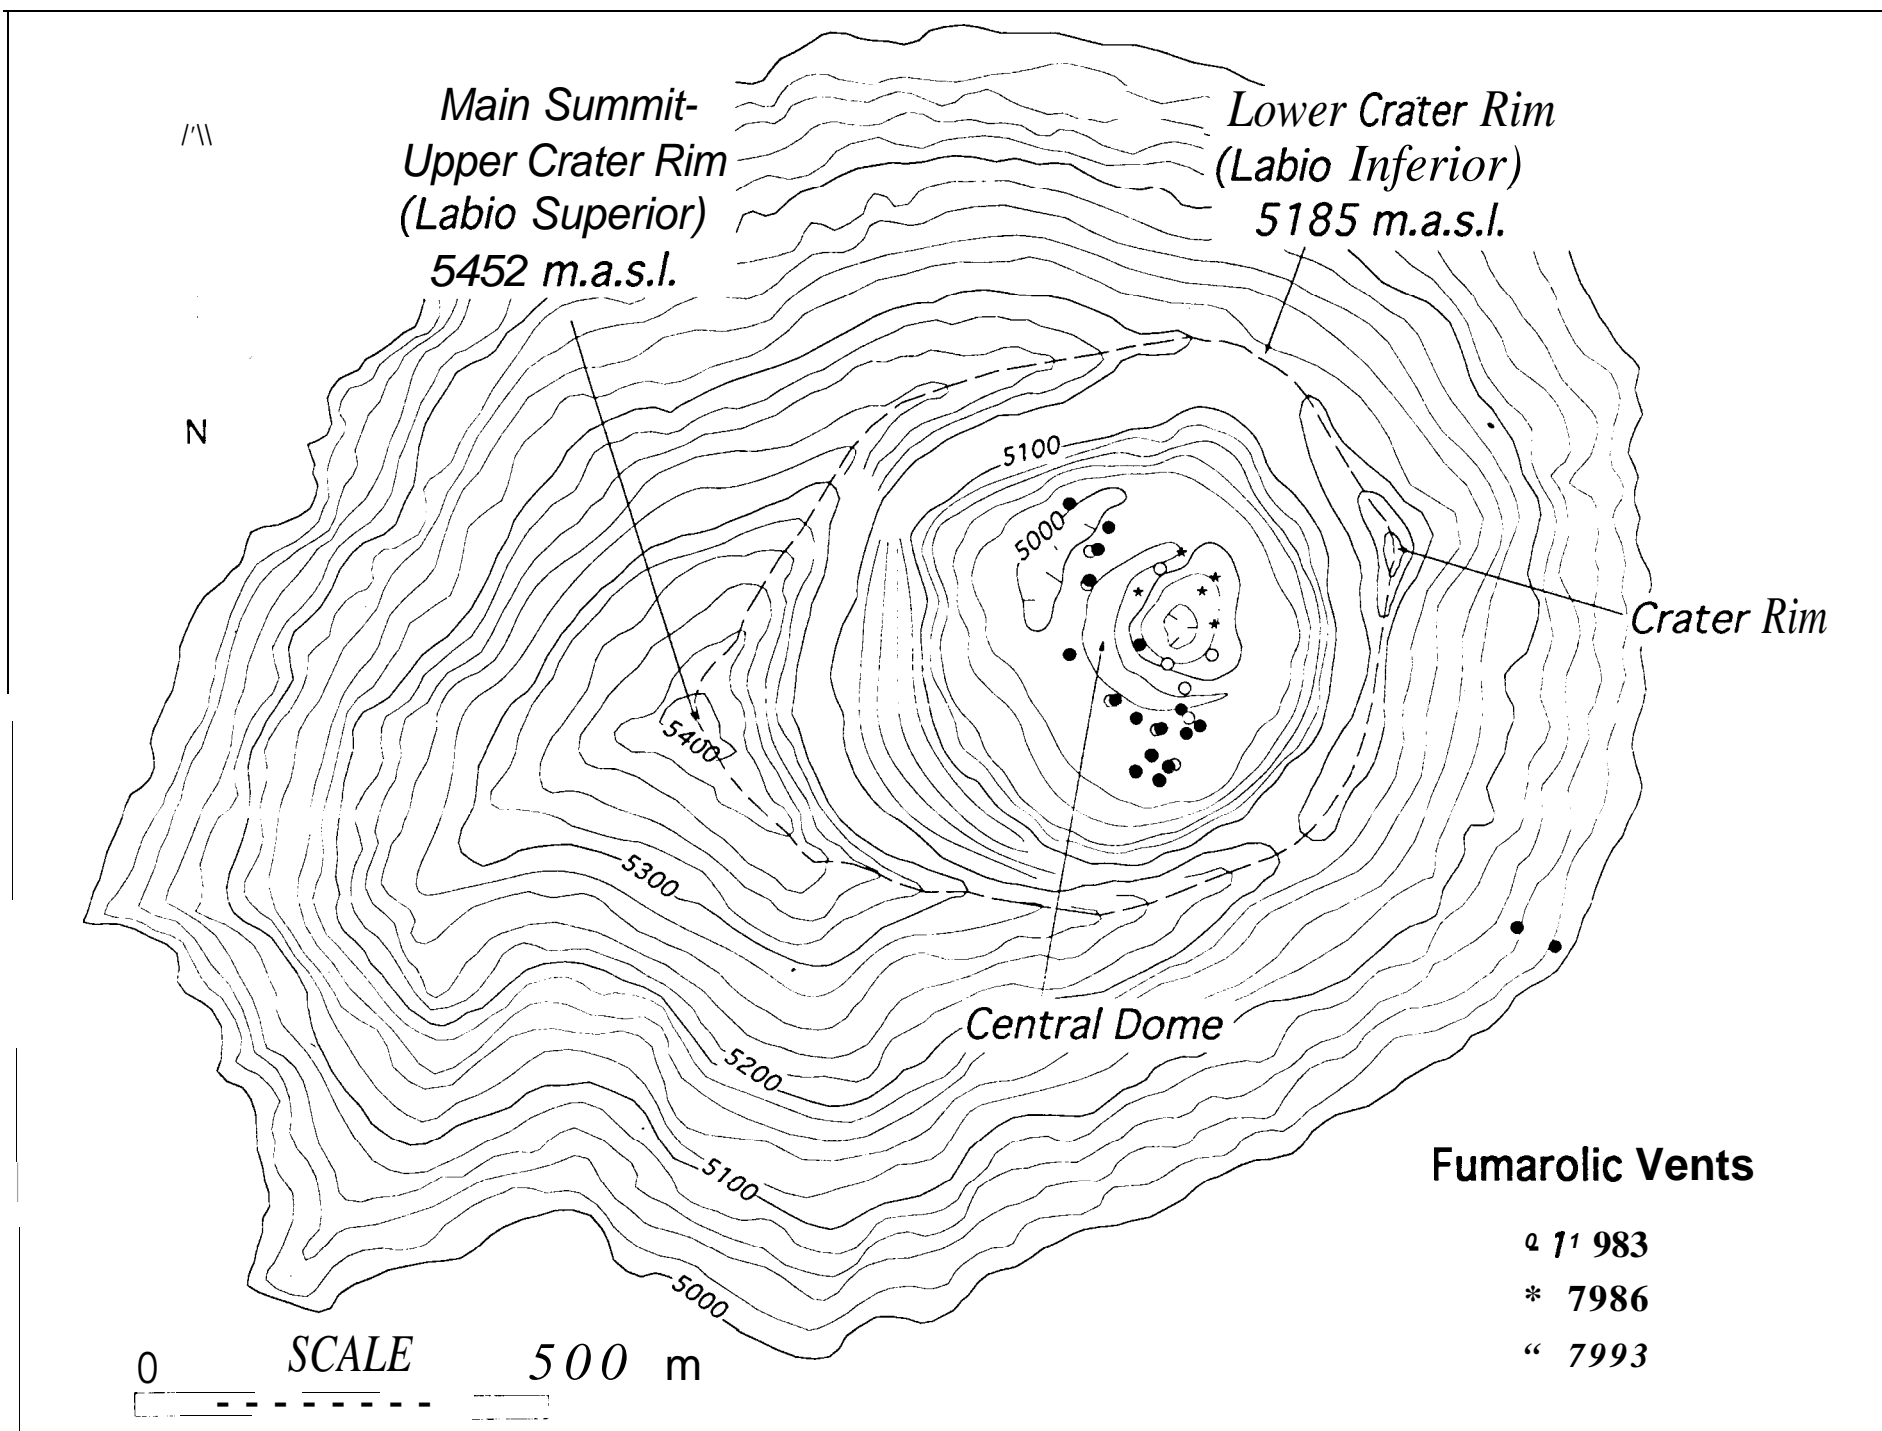 Main Summit-
Upper Crater Rim
(Labio Superior)
5452 m.a.s.l.
Lower Crater Rim
(Labio Inferior)
5185 m.a.s.l.
/'\\
N
5100
5000
Crater Rim
5400
5300
Central Dome
5200
5100
5000
Fumarolic Vents
983
* 7986
“ 7993
SCALE
0 500 m